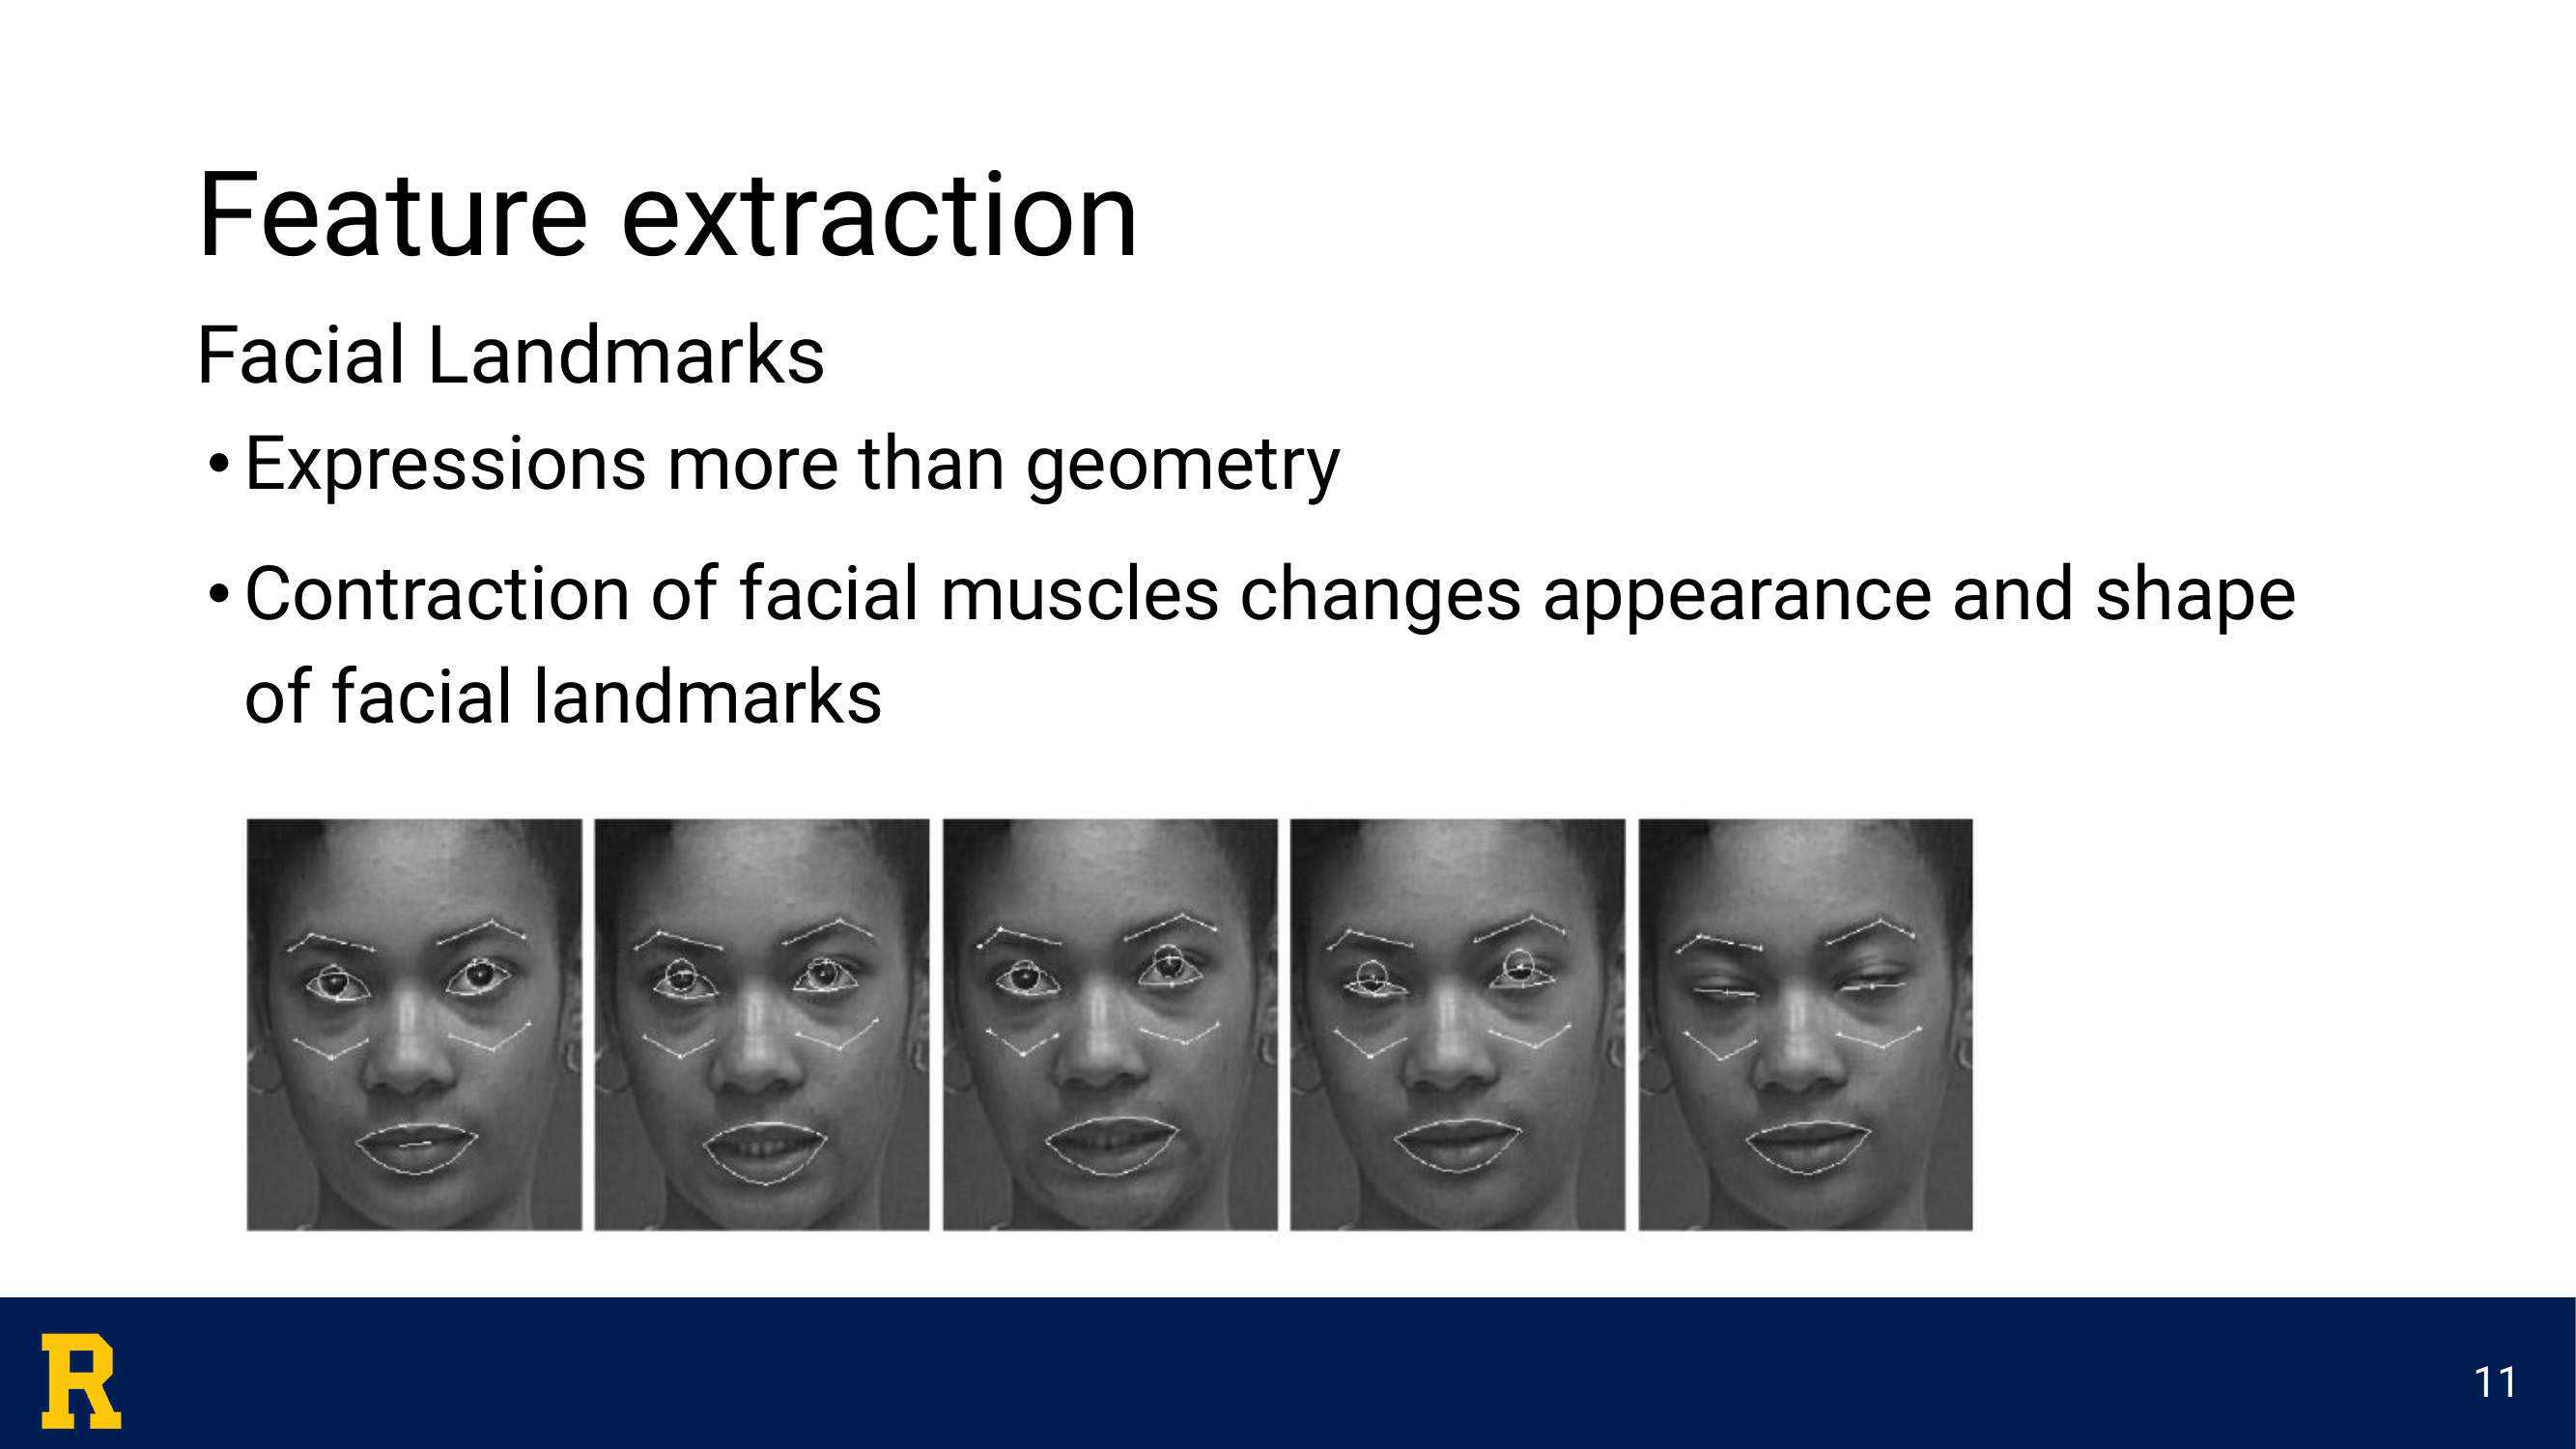 Feature extraction
Facial Landmarks
• Expressions more than geometry
• Contraction of facial muscles changes appearance and shape
of facial landmarks
R
11